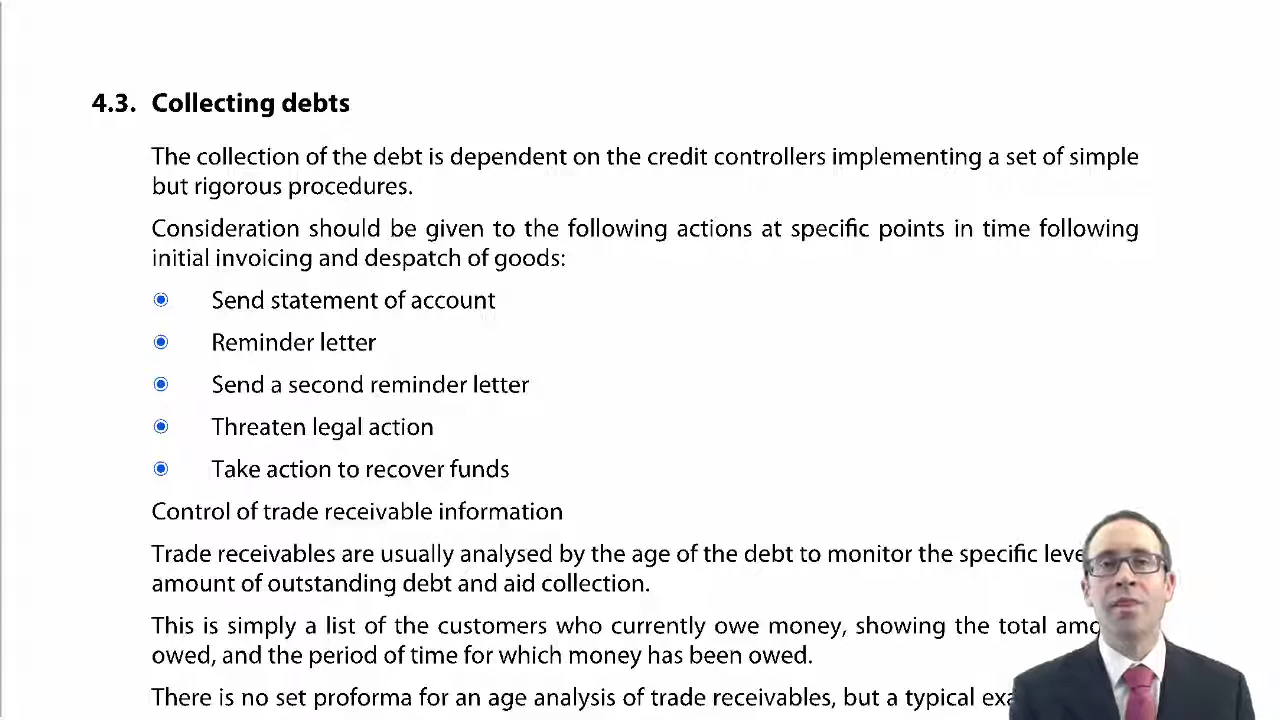 4.3. Collecting debts
The collection of the debt is dependent on the credit controllers implementing a set of simple
but rigorous procedures.
Consideration should be given to the following actions at specific points in time following
initial invoicing and despatch of goods:
Send statement of account
Reminder letter
Send a second reminder letter
Threaten legal action
Take action to recover funds
Control of trade receivable information
Trade receivables are usually analysed by the age of the debt to monitor the specific
amount of outstanding debt and aid collection.
This is simply a list of the customers who currently owe money, showing the total
owed, and the period of time for which money has been owed.
There is no set proforma for an age analysis of trade receivables, but a typical